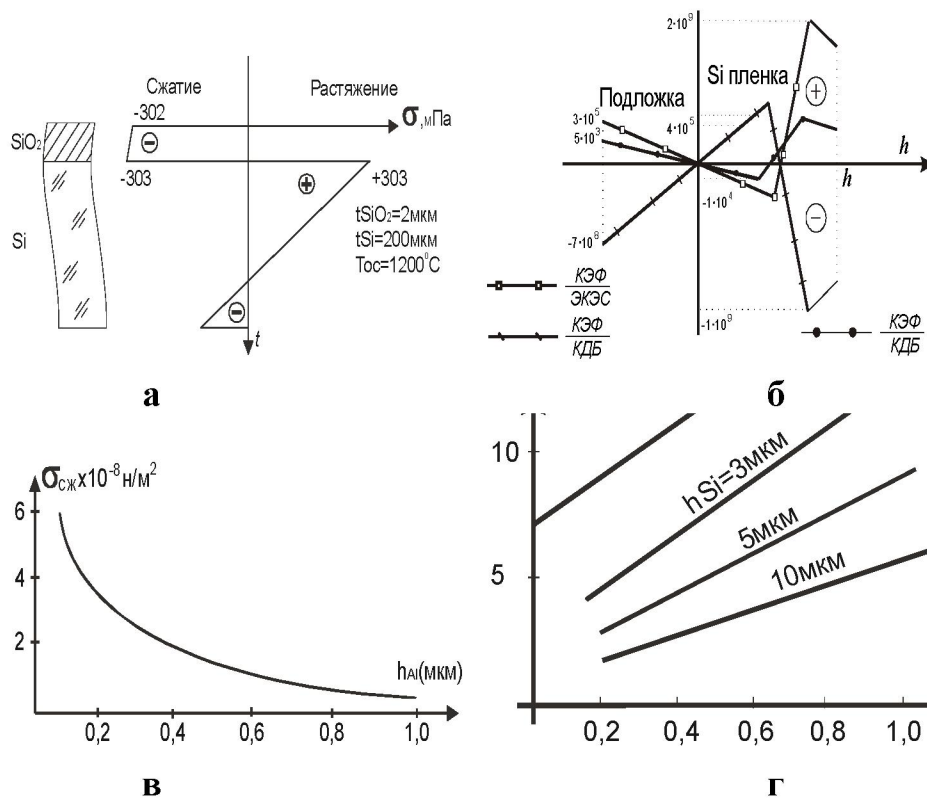 Сжатие
Растяжение
-302
σ,мПа
SiO₂
-303
+303
Si
tSiO₂=2мкм
tSi=200мкм
Toc=1200⁰C
t
а
2·10⁹
Si пленка
Подложка
3·10⁵
5·10³
4·10⁵
h
h
-1·10⁴
-7·10⁸
-1·10⁹
КЭФ
ЭКЭС
КЭФ
КДБ
КЭФ
КДБ
б
σсжx10⁻⁸н/м²
6
4
2
hAl(мкм)
0,2 0,4 0,6 0,8 1,0
в
10
5
hSi=3мкм
5мкм
10мкм
0,2 0,4 0,6 0,8 1,0
г